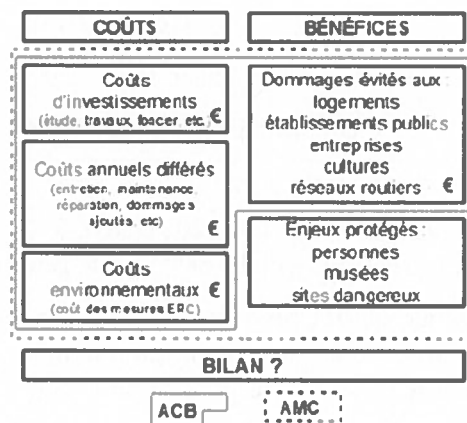 COÛTS
BÉNÉFICES
Coûts
d'investissements
(étude, travaux, foncier, etc. €
Coûts annuels différés
(entretien, maintenance,
réparation, dommages
ajoutés, etc)
€
Coûts
environnementaux €
(coût des mesures ERC)
Dommages évités aux :
logements
établissements publics
entreprises
cultures
réseaux routiers €
Enjeux protégés :
personnes
musées
sites dangereux
BILAN ?
ACB
AMC